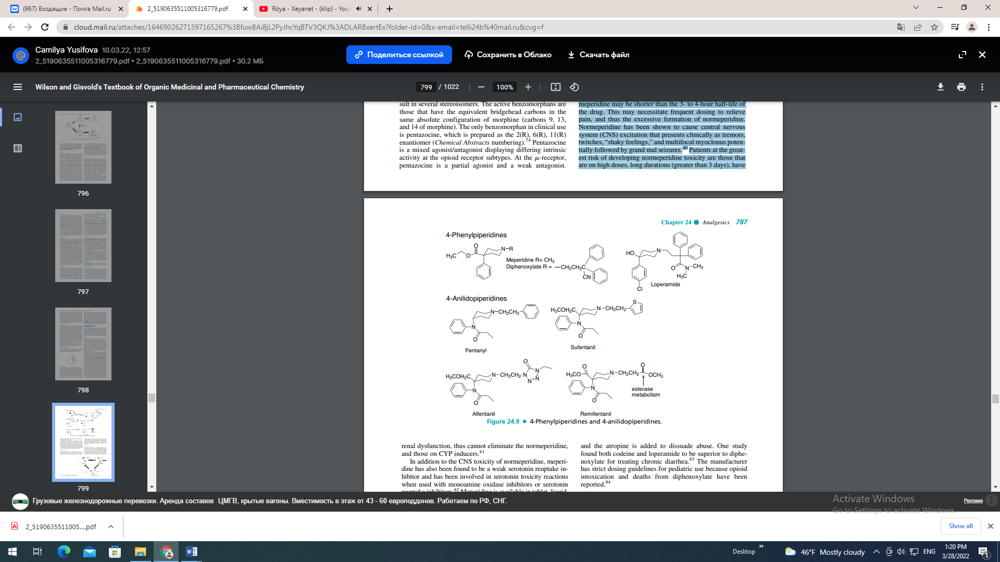 (967) Входящие - Почта Mail.ru
2_5190635511005316779.pdf
Röya - Xeyanet - (klip) - YouT
cloud.mail.ru/attaches/16469026271397165267%3Bfuw8Ai8jL2PyJhcYqBTV3QKJ%3ADLARBxertEx?folder-id=0&x-email=telli24b%40mail.ru&cvg=f
Camilya Yusifova 10.03.22, 12:57
2_5190635511005316779.pdf • 2_5190635511005316779.pdf • 30.2 МБ
Поделиться ссылкой
Сохранить в Облако
Скачать файл
Wilson and Gisvold's Textbook of Organic Medicinal and Pharmaceutical Chemistry
799 / 1022
100%
796
797
798
799
sult in several stereoisomers. The active benzomorphans are
those that have the equivalent bridgehead carbons in the
same absolute configuration of morphine (carbons 9, 13,
and 14 of morphine). The only benzomorphan in clinical use
is pentazocine, which is prepared as the 2(R), 6(R), 11(R)
enantiomer (Chemical Abstracts numbering).74 Pentazocine
is a mixed agonist/antagonist displaying differing intrinsic
activity at the opioid receptor subtypes. At the μ-receptor,
pentazocine is a partial agonist and a weak antagonist.
meperidine may be shorter than the 3- to 4-hour half-life of
the drug. This may necessitate frequent dosing to relieve
pain, and thus the excessive formation of normeperidine.
Normeperidine has been shown to cause central nervous
system (CNS) excitation that presents clinically as tremors,
twitches, “shaky feelings,” and multifocal myoclonus poten-
tially followed by grand mal seizures.80 Patients at the great-
est risk of developing normeperidine toxicity are those that
are on high doses, long durations (greater than 3 days), have
Chapter 24 • Analgesics 787
4-Phenylpiperidines
H3C
O
O
N-R
Meperidine R= CH3
Diphenoxylate R = —CH2CH2C
CN
HO
N
O
N-CH3
H3C
Cl
Loperamide
4-Anilidopiperidines
N-CH2CH2
N
O
Fentanyl
H3COH2C
N-CH2CH2
S
N
O
Sufentanil
H3COH2C
N-CH2CH2-N
O
N
N=N
N
O
Alfentanil
O
H3CO
N-CH2CH2
O
OCH3
N
O
esterase
metabolism
Remifentanil
Figure 24.9 • 4-Phenylpiperidines and 4-anilidopiperidines.
renal dysfunction, thus cannot eliminate the normeperidine,
and those on CYP inducers.81
In addition to the CNS toxicity of normeperidine, meperi-
dine has also been found to be a weak serotonin reuptake in-
hibitor and has been involved in serotonin toxicity reactions
when used with monoamine oxidase inhibitors or serotonin
reuptake inhibitors.82 Meperidine is available in tablet, liquid,
and the atropine is added to dissuade abuse. One study
found both codeine and loperamide to be superior to diphe-
noxylate for treating chronic diarrhea.83 The manufacturer
has strict dosing guidelines for pediatric use because opioid
intoxication and deaths from diphenoxylate have been
reported.84
Грузовые железнодорожные перевозки. Аренда составов ЦМГВ, крытые вагоны. Вместимость в этаж от 43 - 60 европоддонов. Работаем по РФ, СНГ.
Реклама
Activate Windows
Go to Settings to activate Windows.
2_5190635511005....pdf
Show all
Desktop
46°F Mostly cloudy
ENG
1:20 PM
3/28/2022
1